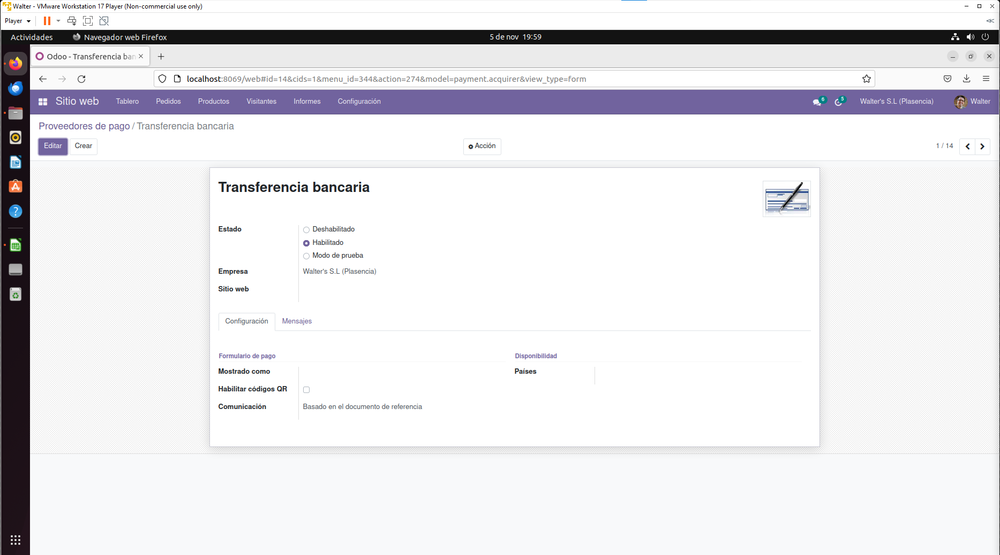 Walter - VMware Workstation 17 Player (Non-commercial use only)
Player
Actividades
Navegador web Firefox
5 de nov 19:59
Odoo - Transferencia ban
localhost:8069/web#id=14&cids=1&menu_id=344&action=274&model=payment.acquirer&view_type=form
Sitio web
Tablero
Pedidos
Productos
Visitantes
Informes
Configuración
6
5
Walter's S.L (Plasencia)
Walter
Proveedores de pago / Transferencia bancaria
Editar
Crear
Acción
1 / 14
Transferencia bancaria
Estado
Deshabilitado
Habilitado
Modo de prueba
Empresa
Walter's S.L (Plasencia)
Sitio web
Configuración
Mensajes
Formulario de pago
Disponibilidad
Mostrado como
Países
Habilitar códigos QR
Comunicación
Basado en el documento de referencia